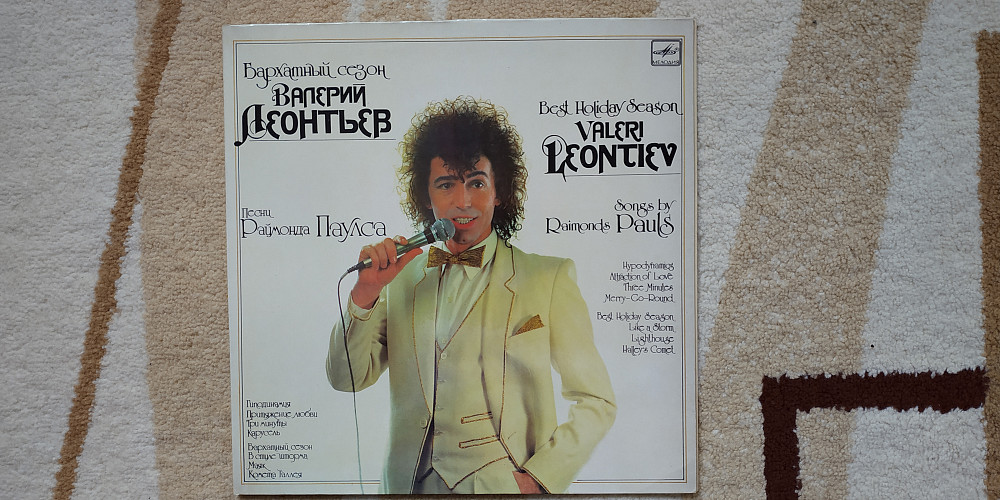 Бархатный сезон
Валерий
Леонтьев
Песни
Раймонда Паулса
Гиподинамия
Притяжение любви
Три минуты
Карусель
Бархатный сезон
В стиле шторма
Маяк
Комета Галлея
МЕЛОДИЯ
Best Holiday Season
Valeri
Leontiev
Songs by
Raimonds Pauls
Hypodynamics
Attraction of Love
Three Minutes
Merry-Go-Round
Best Holiday Season
Like a Storm
Lighthouse
Halley's Comet